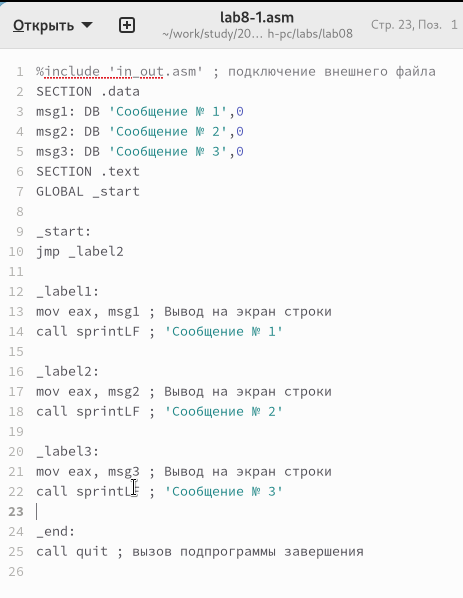 Открыть
lab8-1.asm
~/work/study/20... h-pc/labs/lab08
Стр. 23, Поз. 1
1 %include 'in_out.asm' ; подключение внешнего файла
2 SECTION .data
3 msg1: DB 'Сообщение № 1',0
4 msg2: DB 'Сообщение № 2',0
5 msg3: DB 'Сообщение № 3',0
6 SECTION .text
7 GLOBAL _start
8
9 _start:
10 jmp _label2
11
12 _label1:
13 mov eax, msg1 ; Вывод на экран строки
14 call sprintLF ; 'Сообщение № 1'
15
16 _label2:
17 mov eax, msg2 ; Вывод на экран строки
18 call sprintLF ; 'Сообщение № 2'
19
20 _label3:
21 mov eax, msg3 ; Вывод на экран строки
22 call sprintLF ; 'Сообщение № 3'
23
24 _end:
25 call quit ; вызов подпрограммы завершения
26